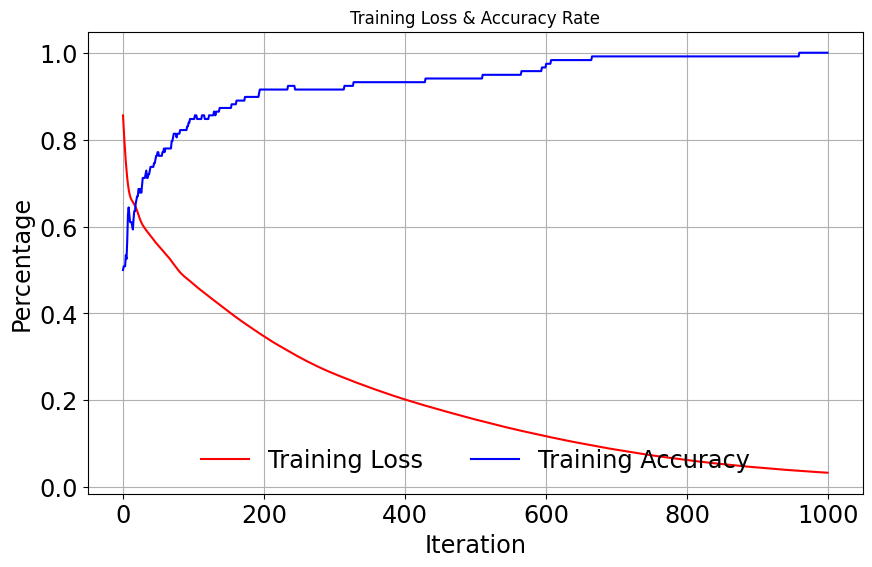 Training Loss & Accuracy Rate
1.0
0.8
0.6
0.4
0.2
0.0
Percentage
Training Loss
Training Accuracy
0 200 400 600 800 1000
Iteration